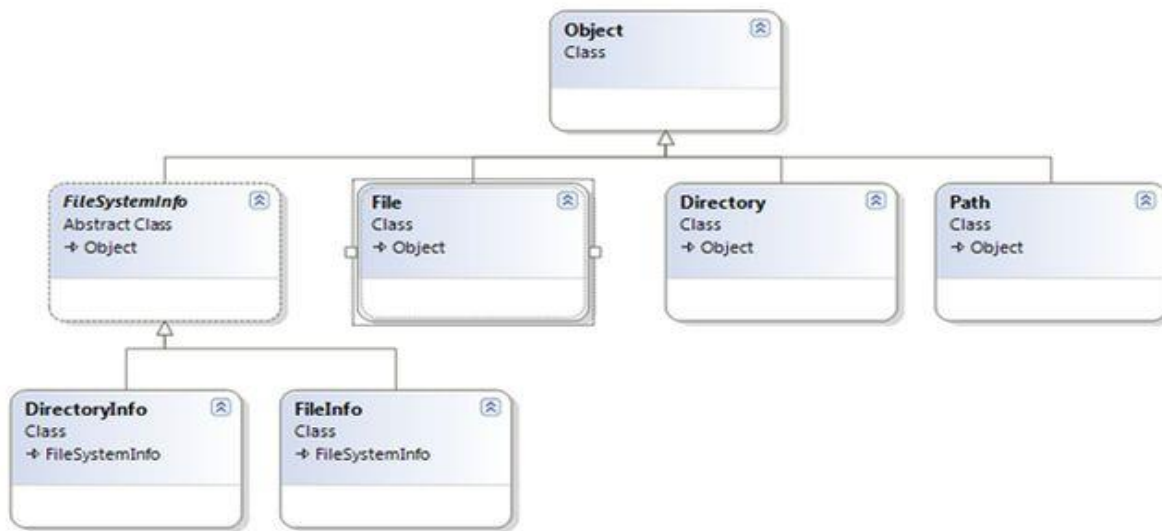 Object
Class
FileSystemInfo
Abstract Class
Object
File
Class
Object
Directory
Class
Object
Path
Class
Object
DirectoryInfo
Class
FileSystemInfo
FileInfo
Class
FileSystemInfo